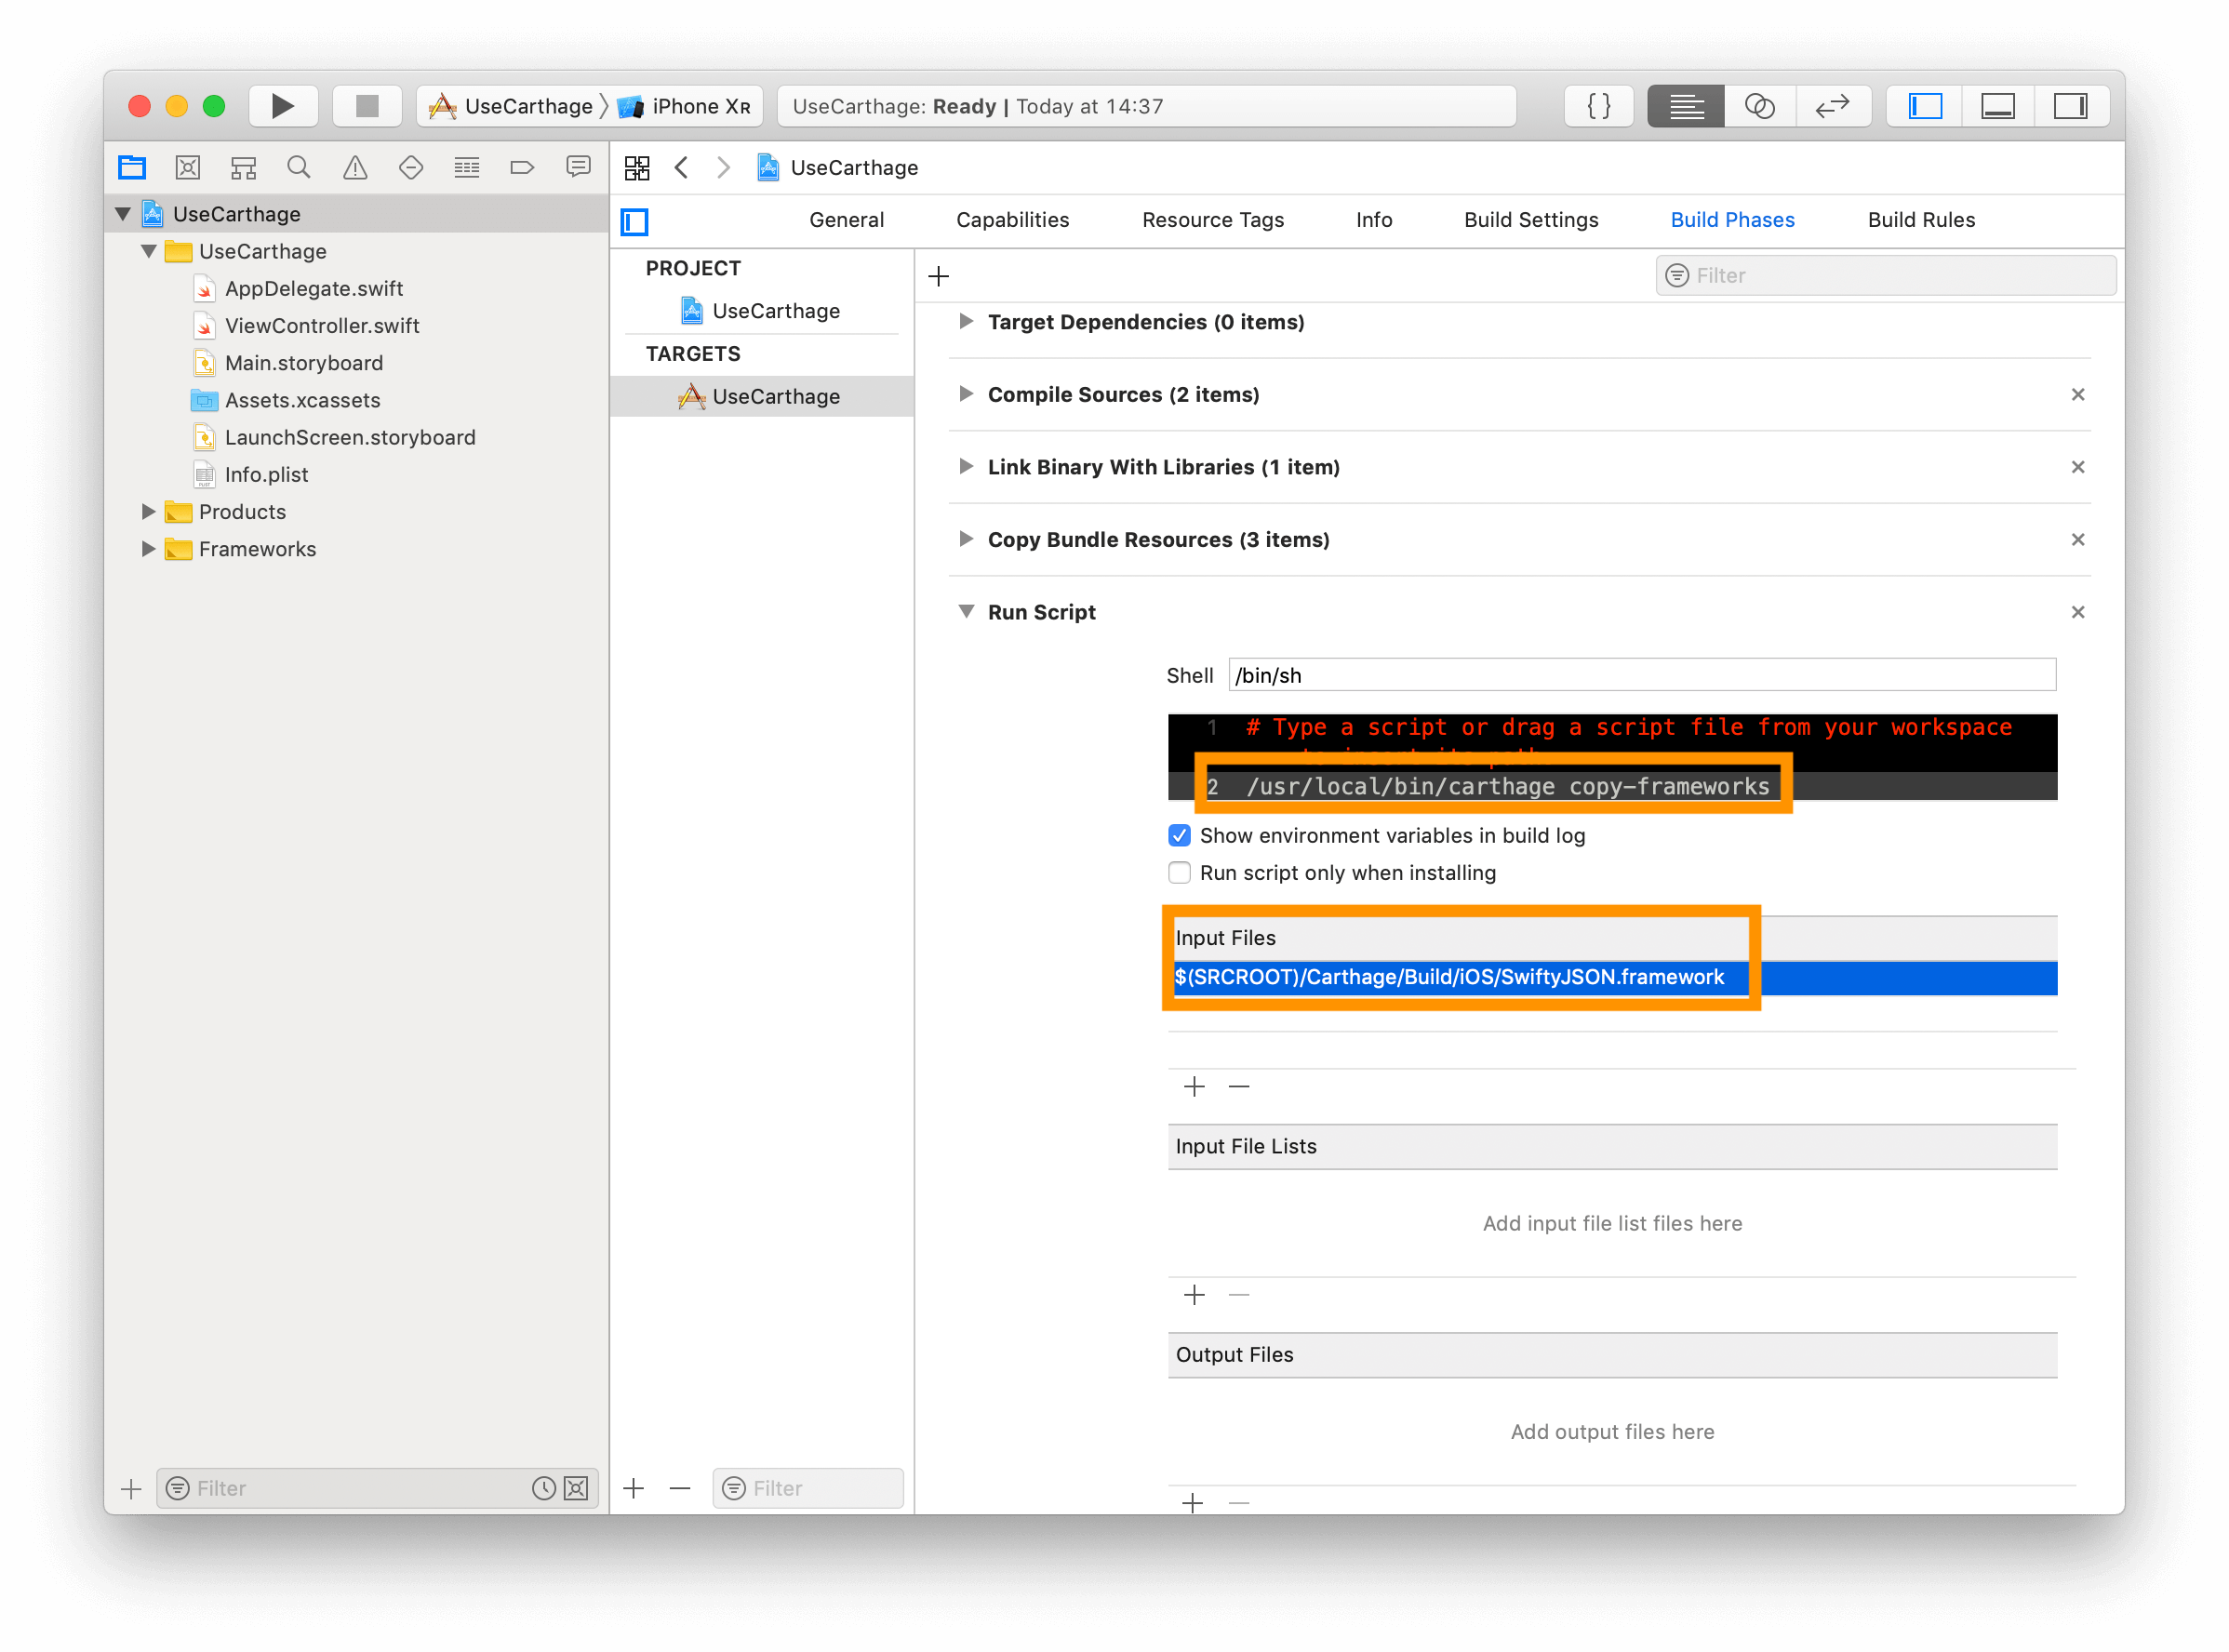 UseCarthage 〉 iPhone XR
UseCarthage: Ready | Today at 14:37
{ }
UseCarthage
UseCarthage
UseCarthage
AppDelegate.swift
ViewController.swift
Main.storyboard
Assets.xcassets
LaunchScreen.storyboard
Info.plist
Products
Frameworks
Filter
General Capabilities Resource Tags Info Build Settings Build Phases Build Rules
PROJECT
UseCarthage
TARGETS
UseCarthage
Filter
Filter
Target Dependencies (0 items)
Compile Sources (2 items)
Link Binary With Libraries (1 item)
Copy Bundle Resources (3 items)
Run Script
Shell /bin/sh
1 # Type a script or drag a script file from your workspace
2 /usr/local/bin/carthage copy-frameworks
Show environment variables in build log
Run script only when installing
Input Files
$(SRCROOT)/Carthage/Build/iOS/SwiftyJSON.framework
Input File Lists
Add input file list files here
Output Files
Add output files here